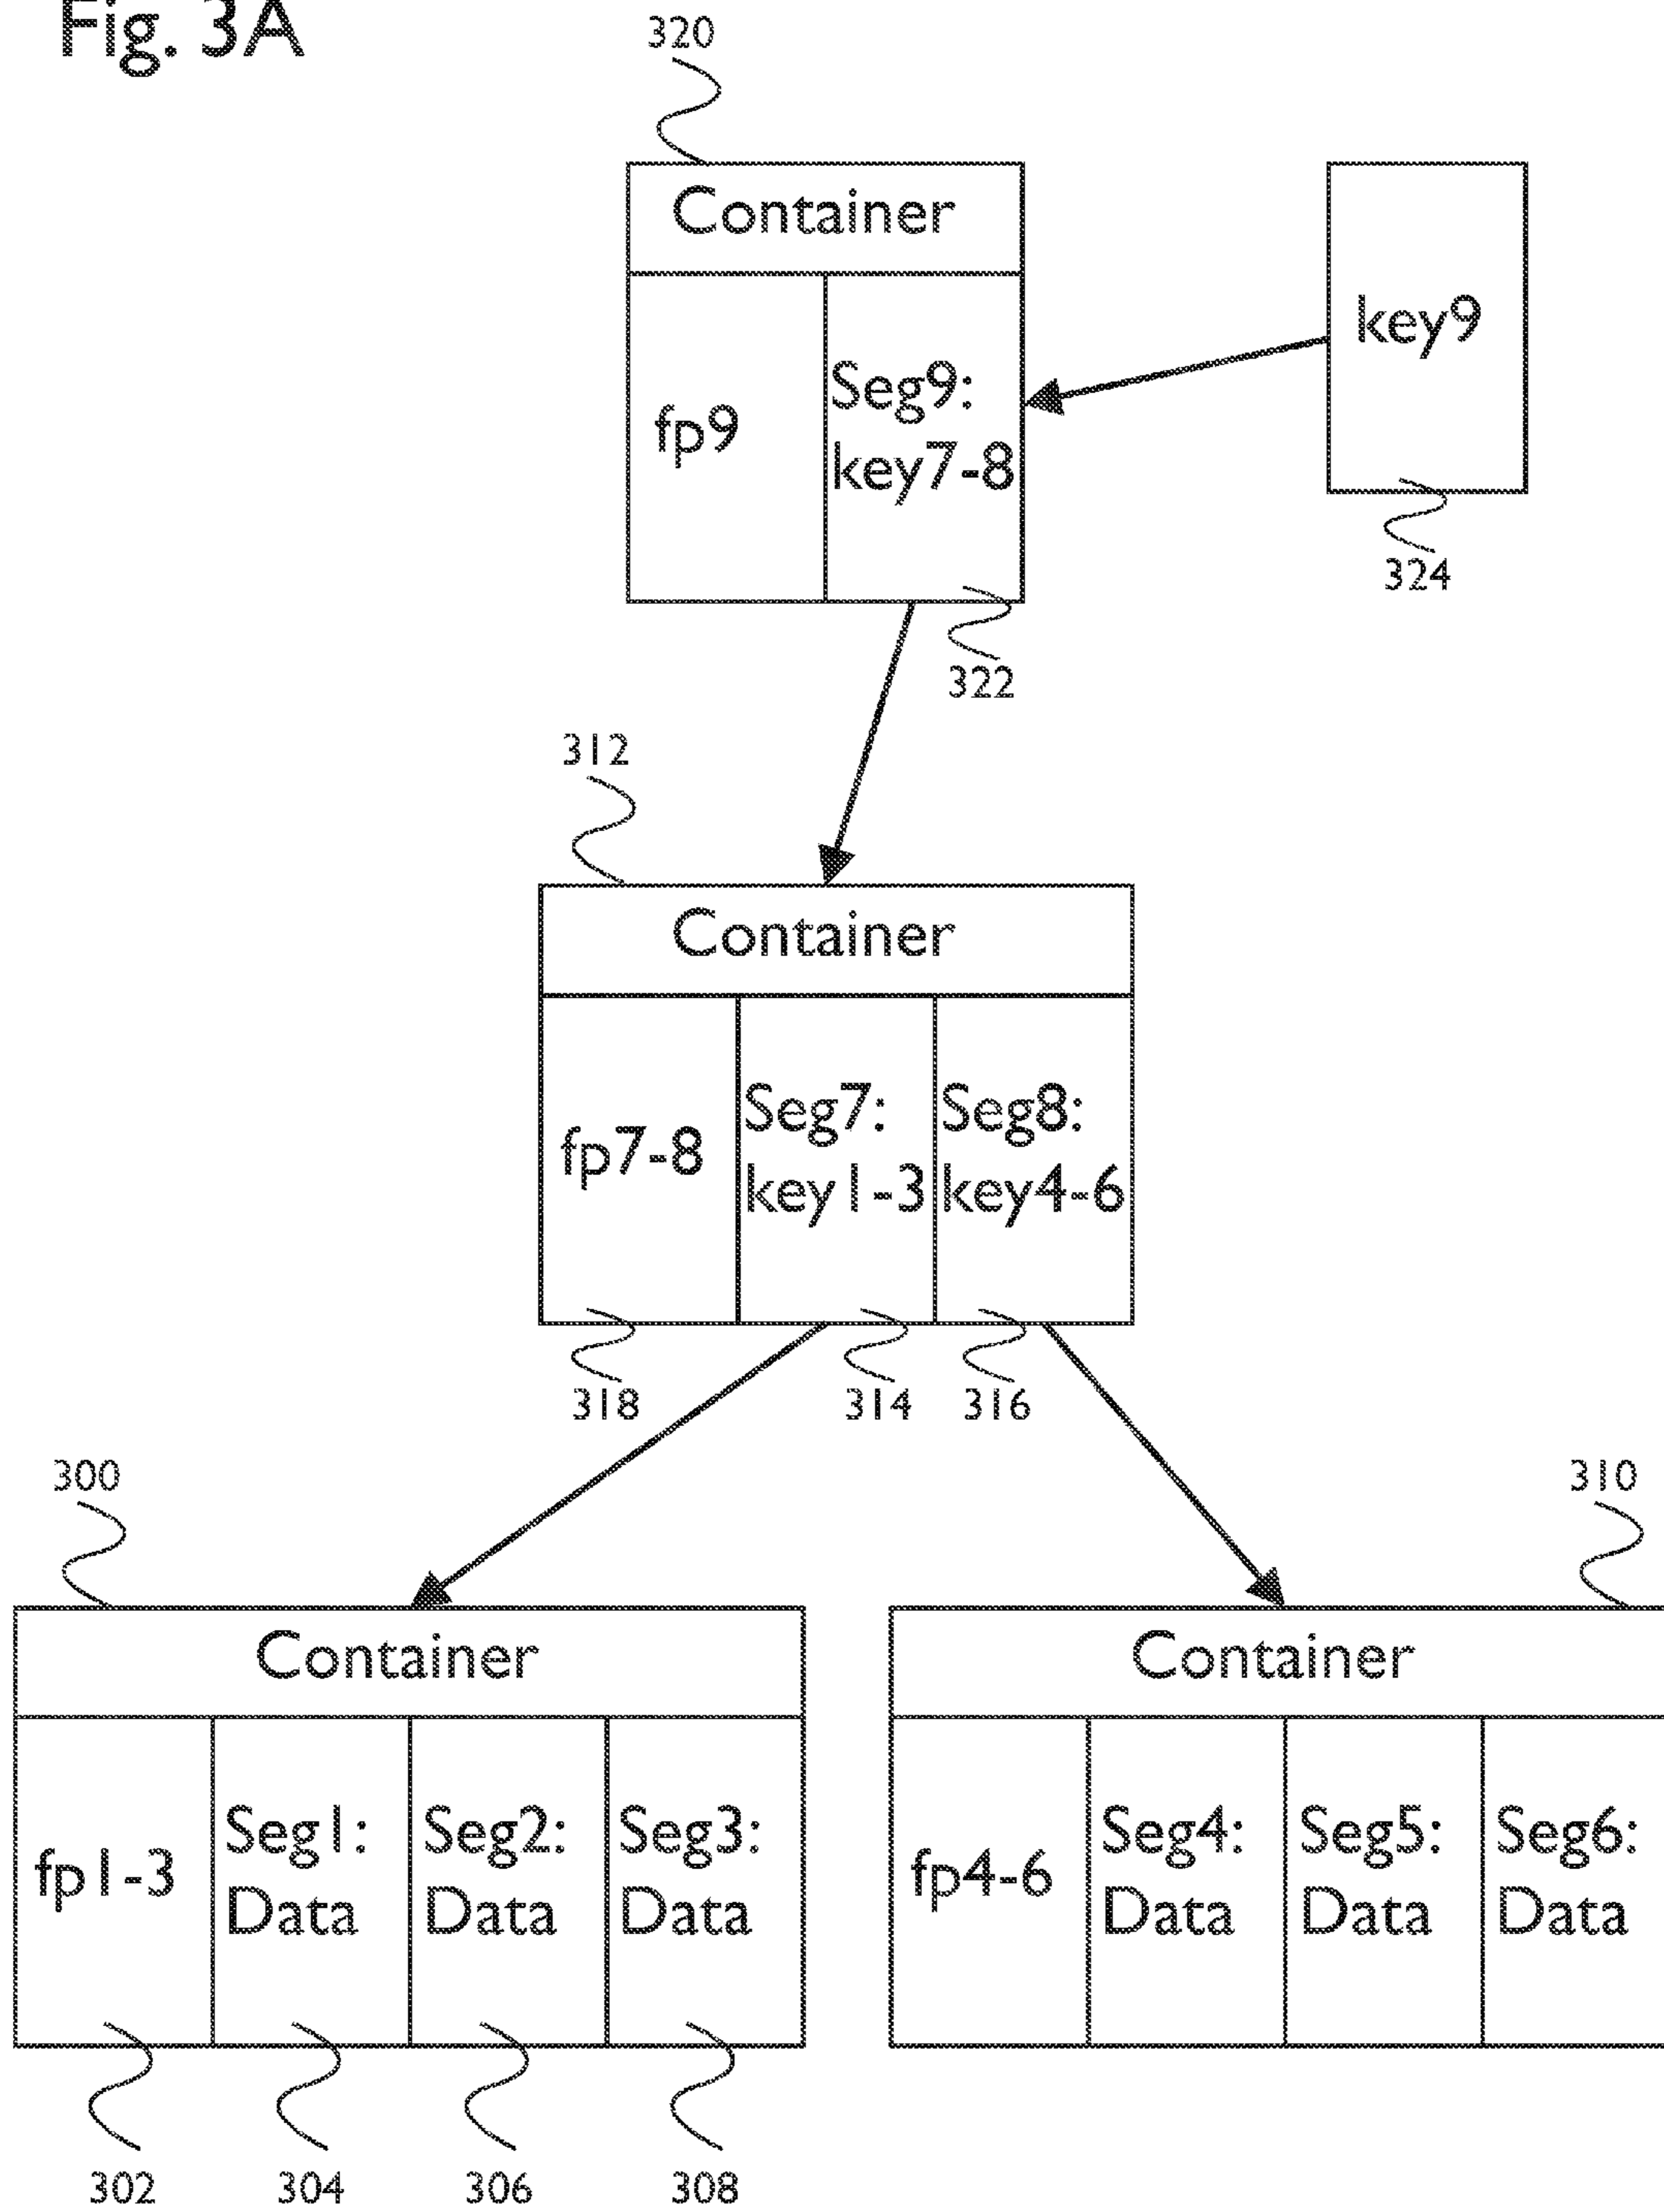 Fig. 3A
320
Container
fp9
Seg9:
key7-8
key9
324
322
312
Container
fp7-8
Seg7:
key1-3
Seg8:
key4-6
318
314
316
300
310
Container
fp1-3
Seg1:
Data
Seg2:
Data
Seg3:
Data
Container
fp4-6
Seg4:
Data
Seg5:
Data
Seg6:
Data
302
304
306
308